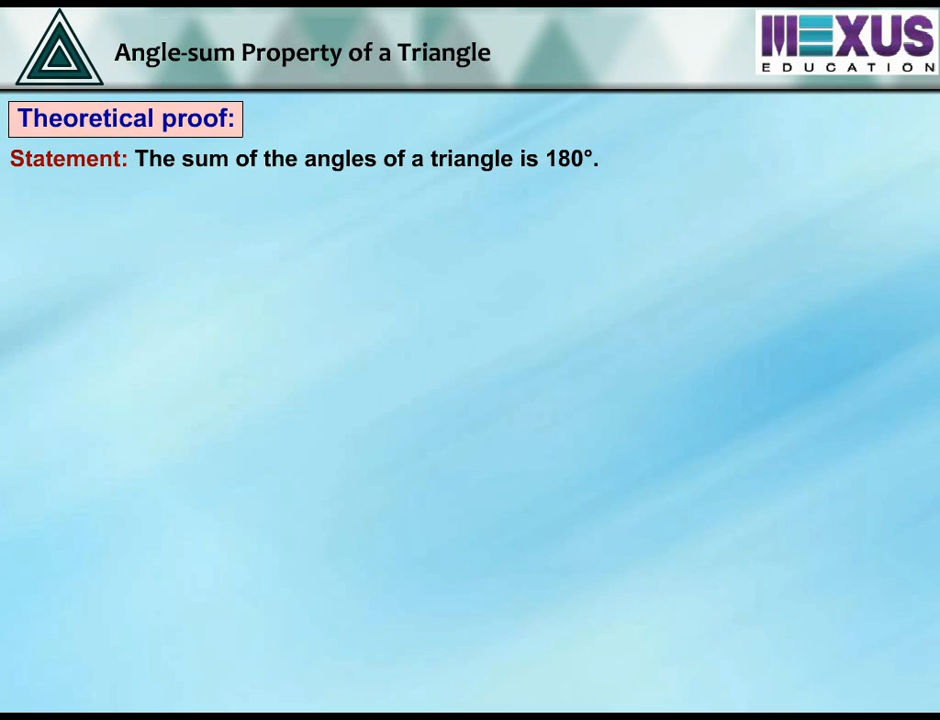 Angle-sum Property of a Triangle
MEXUS
EDUCATION
Theoretical proof:
Statement: The sum of the angles of a triangle is 180°.